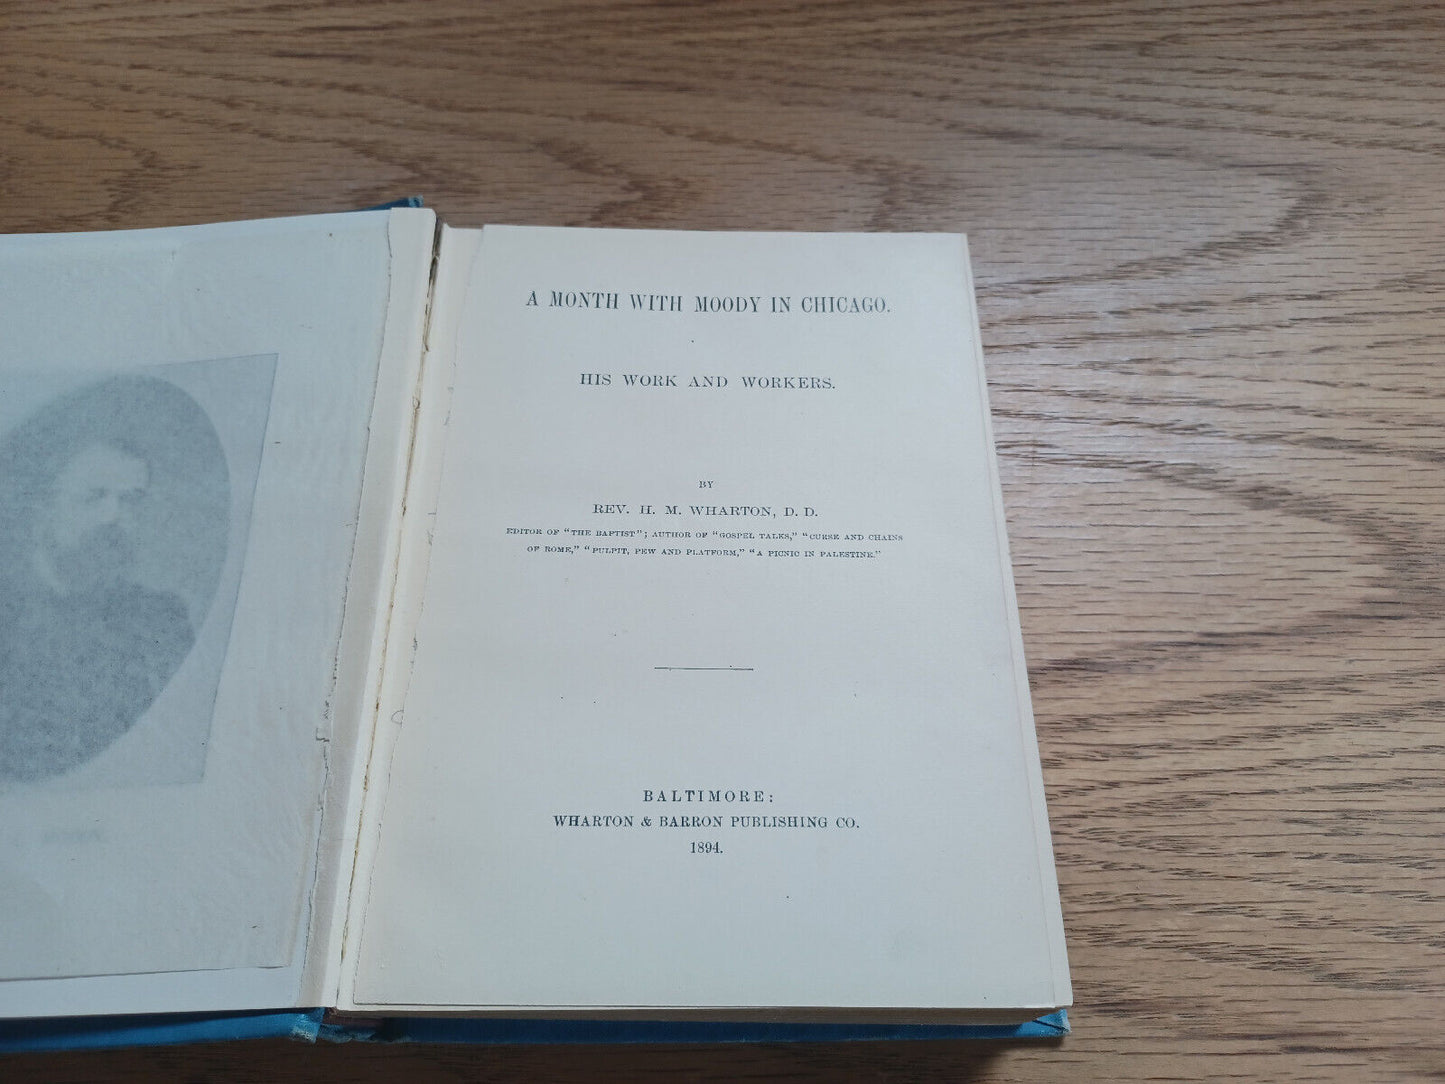 A MONTH WITH MOODY IN CHICAGO.
HIS WORK AND WORKERS.
BY
REV. H. M. WHARTON, D. D.
EDITOR OF "THE BAPTIST"; AUTHOR OF "GOSPEL TALKS," "CURSE AND CHAINS
OF ROME," "PULPIT, PEW AND PLATFORM," "A PICNIC IN PALESTINE."
BALTIMORE:
WHARTON & BARRON PUBLISHING CO.
1894.